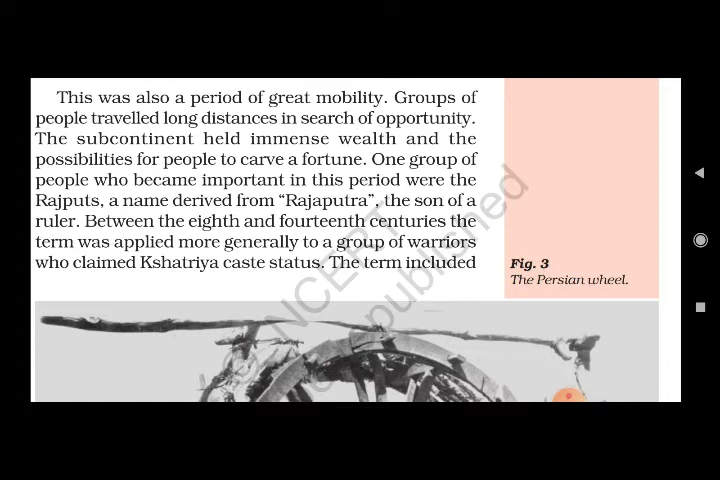 This was also a period of great mobility. Groups of
people travelled long distances in search of opportunity.
The subcontinent held immense wealth and the
possibilities for people to carve a fortune. One group of
people who became important in this period were the
Rajputs, a name derived from “Rajaputra”, the son of a
ruler. Between the eighth and fourteenth centuries the
term was applied more generally to a group of warriors
who claimed Kshatriya caste status. The term included
Fig. 3
The Persian wheel.
NCERT
published